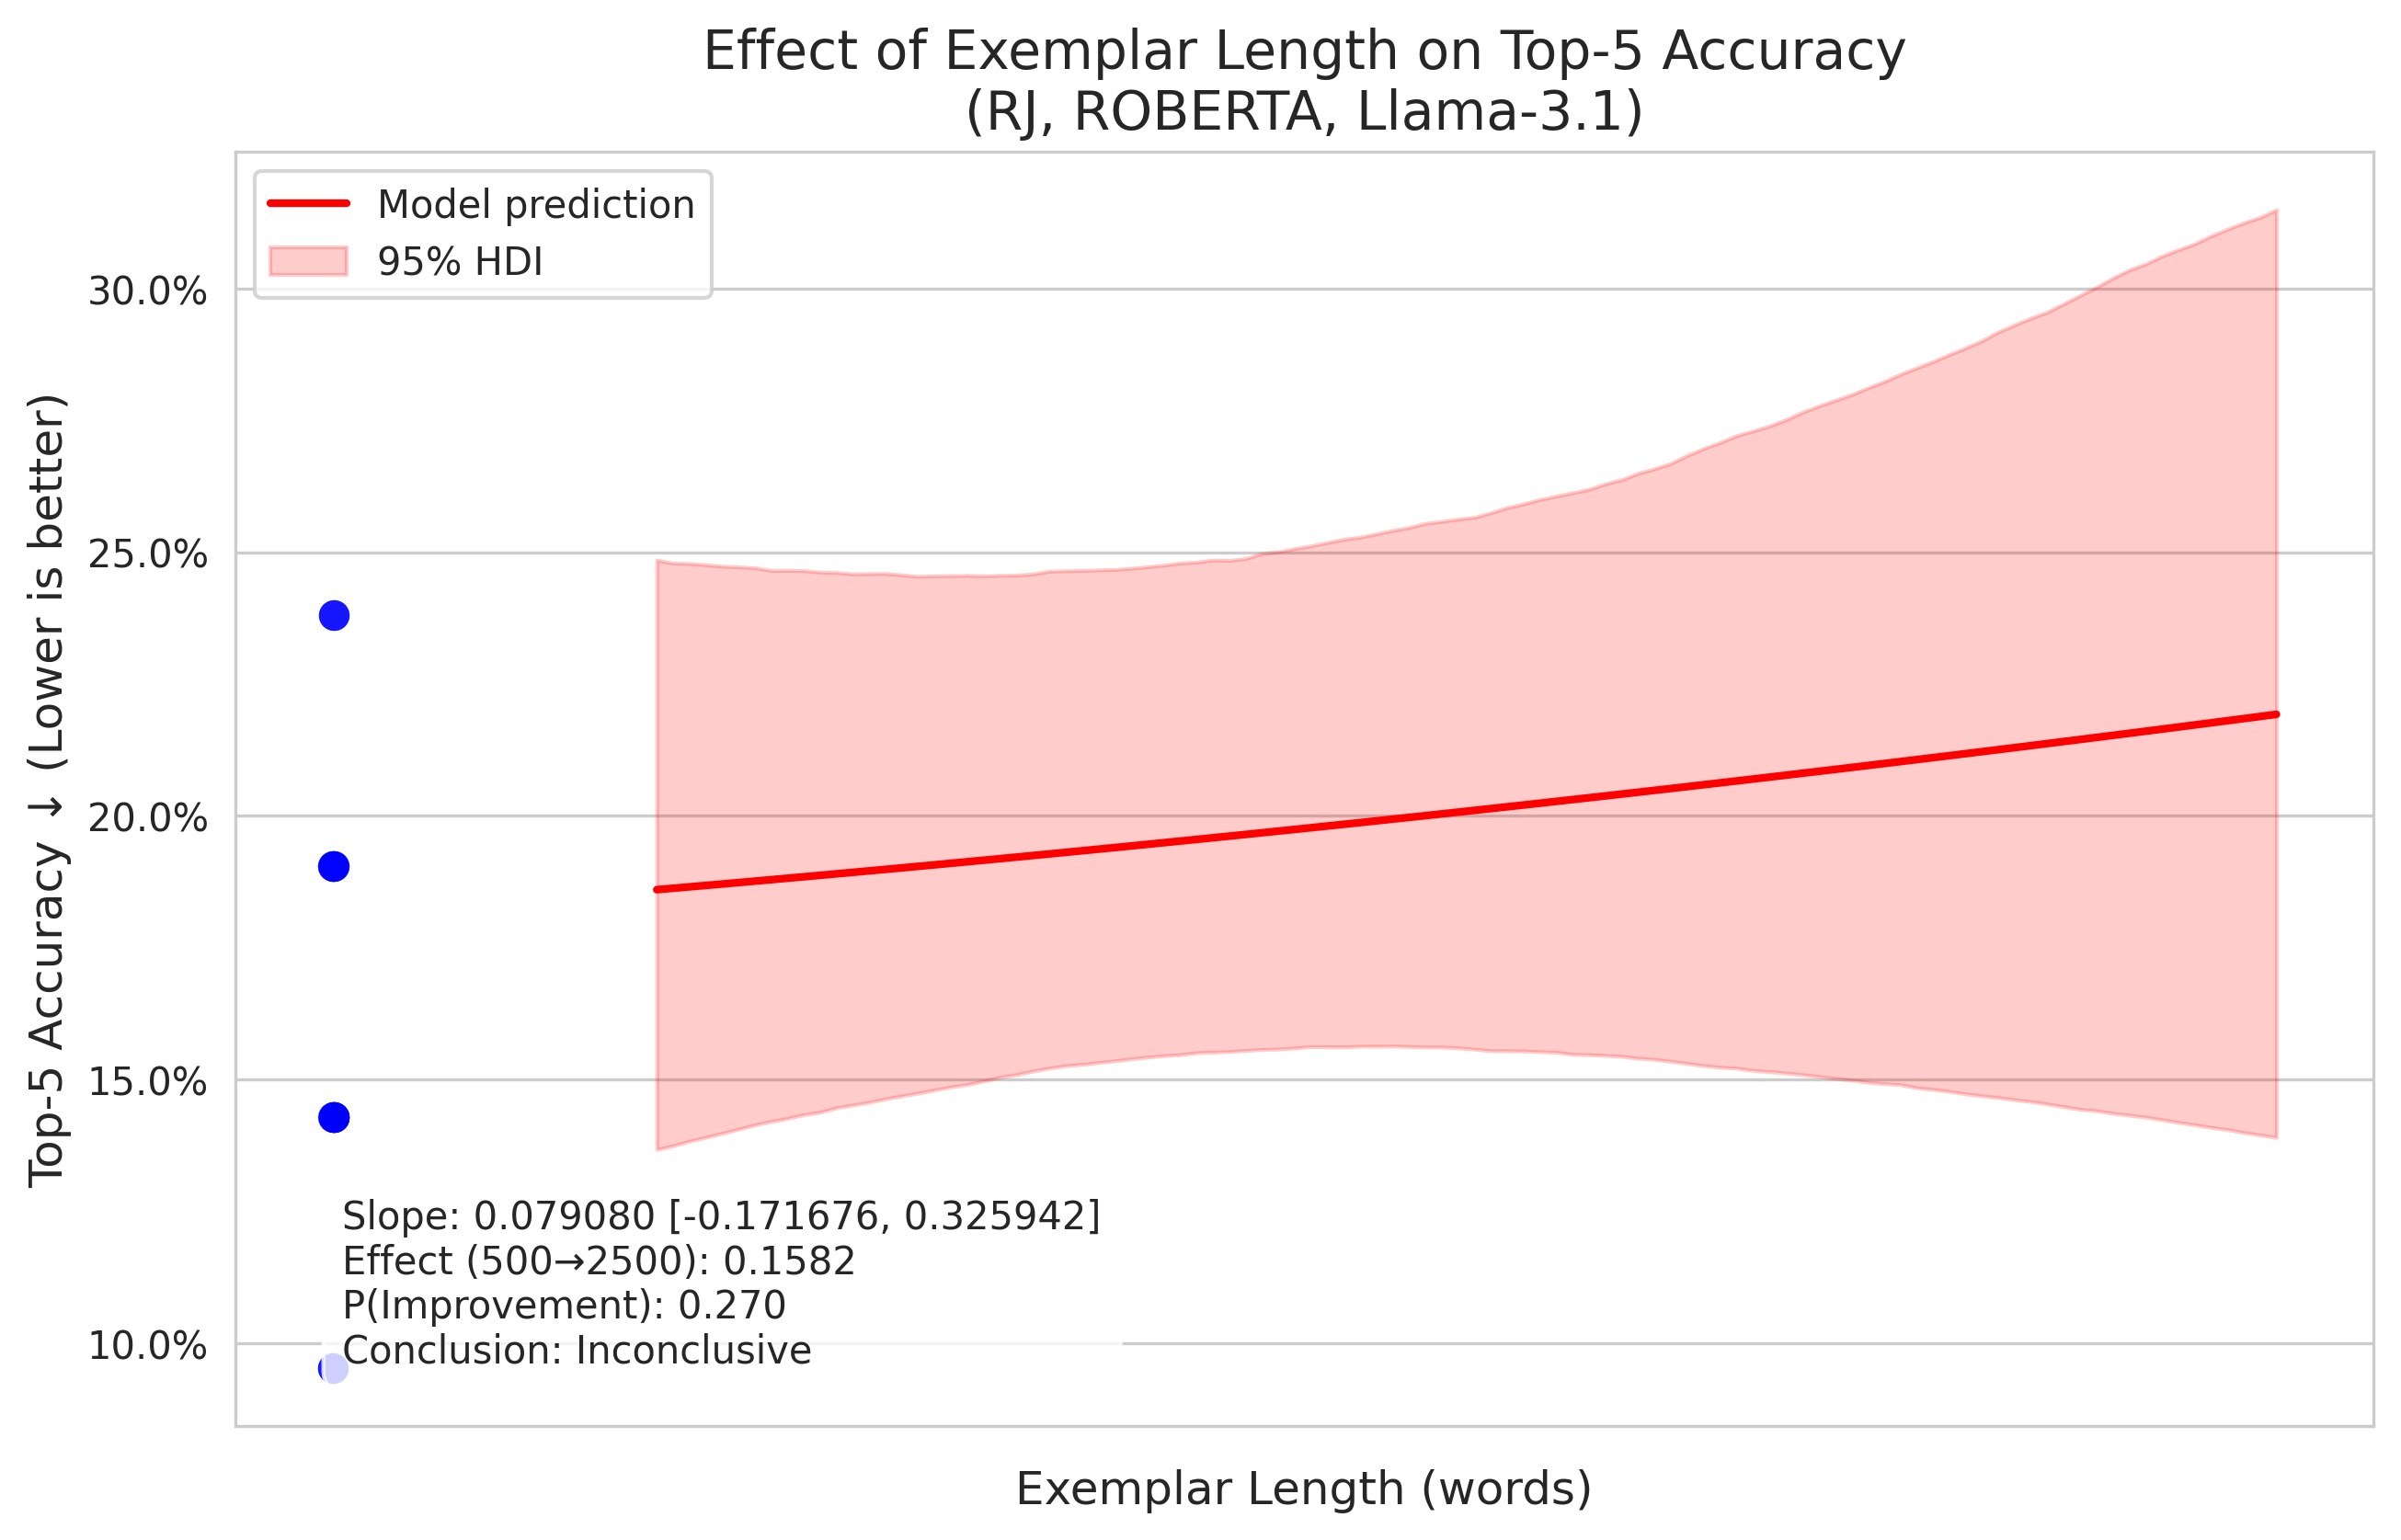 Effect of Exemplar Length on Top-5 Accuracy
(RJ, ROBERTA, Llama-3.1)
Model prediction
95% HDI
30.0%
25.0%
20.0%
15.0%
10.0%
Top-5 Accuracy ↓ (Lower is better)
Slope: 0.079080 [-0.171676, 0.325942]
Effect (500→2500): 0.1582
P(Improvement): 0.270
Conclusion: Inconclusive
Exemplar Length (words)